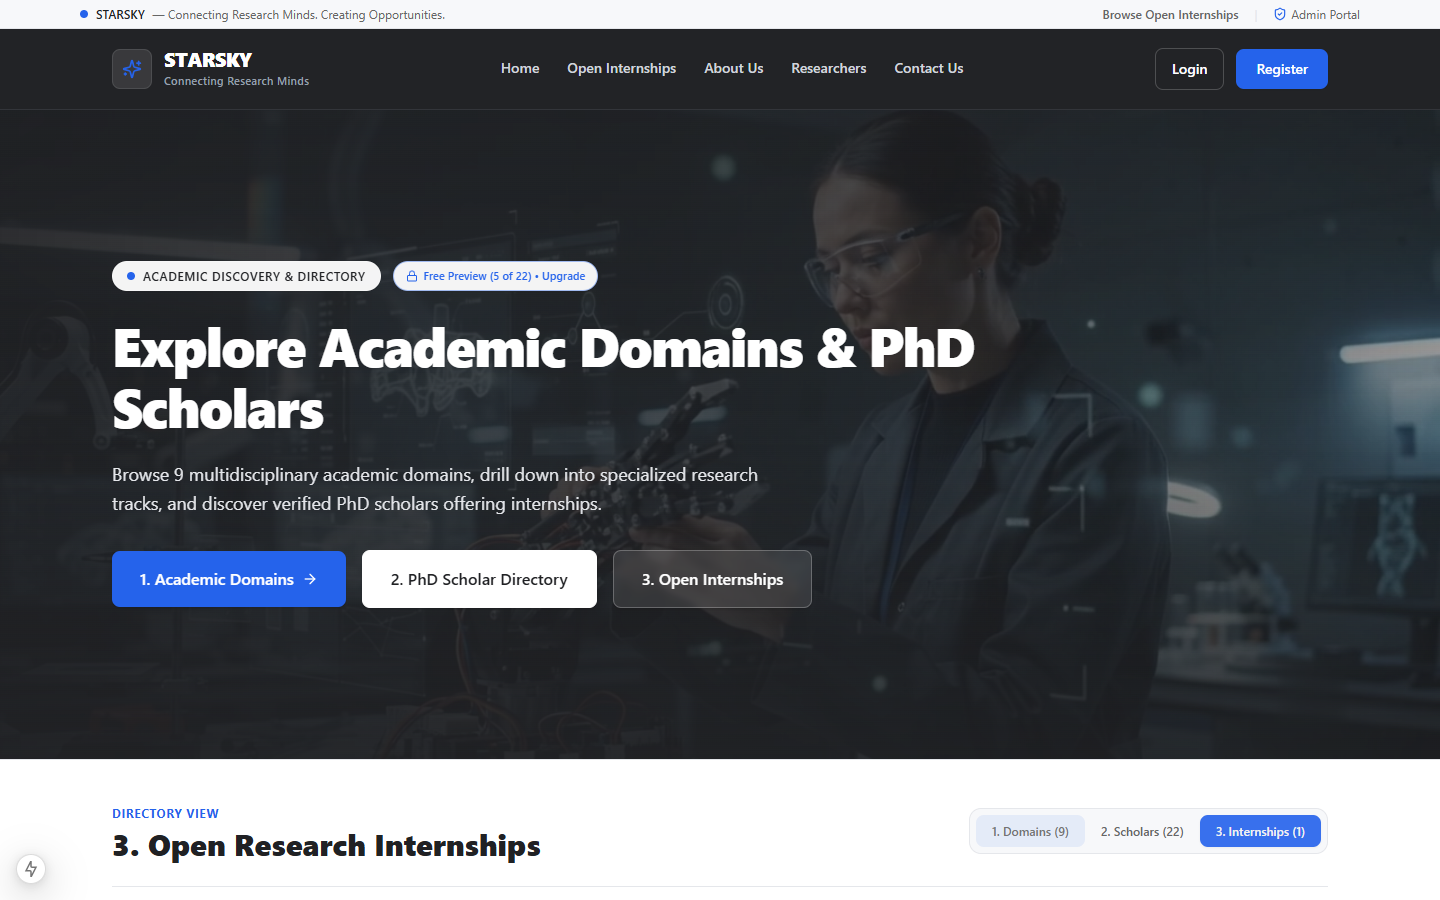 STARSKY — Connecting Research Minds. Creating Opportunities.
Browse Open Internships | Admin Portal
STARSKY
Connecting Research Minds
Home Open Internships About Us Researchers Contact Us
Login Register
ACADEMIC DISCOVERY & DIRECTORY
Free Preview (5 of 22) • Upgrade
Explore Academic Domains & PhD
Scholars
Browse 9 multidisciplinary academic domains, drill down into specialized research
tracks, and discover verified PhD scholars offering internships.
1. Academic Domains →
2. PhD Scholar Directory
3. Open Internships
DIRECTORY VIEW
3. Open Research Internships
1. Domains (9) 2. Scholars (22) 3. Internships (1)